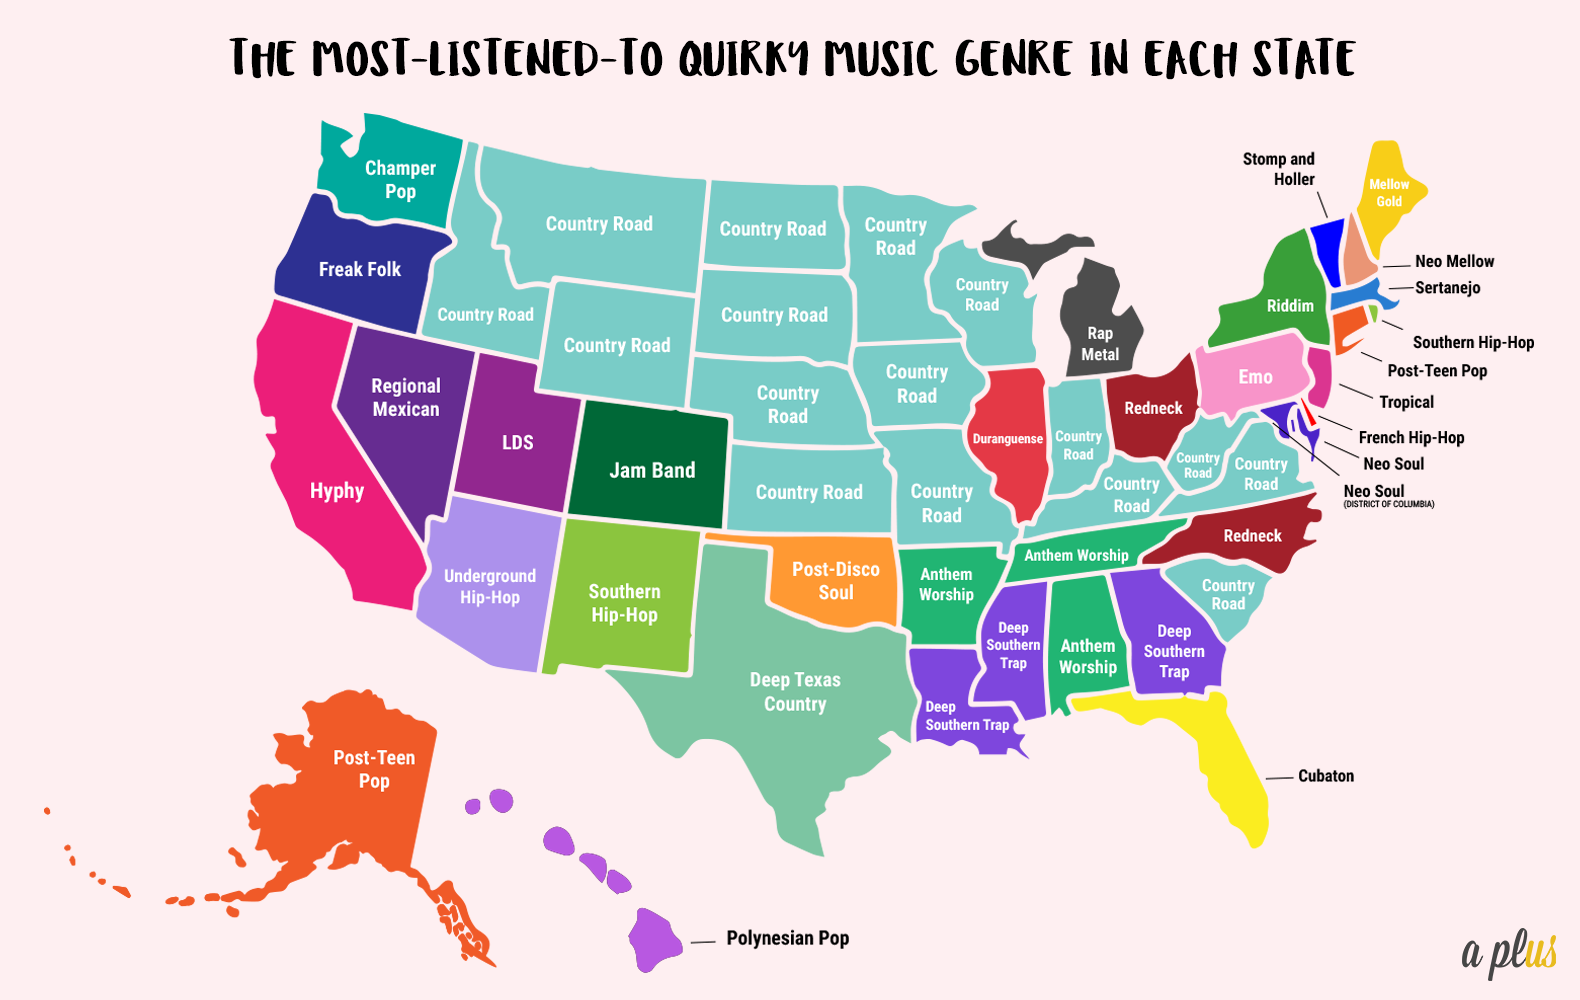 THE MOST-LISTENED-TO QUIRKY MUSIC GENRE IN EACH STATE
Champer
Pop
Freak Folk
Country Road
Country Road
Country Road
Country Road
Country Road
Country
Road
Country
Road
Rap
Metal
Stomp and
Holler
Mellow
Gold
Neo Mellow
Sertanejo
Riddim
Southern Hip-Hop
Post-Teen Pop
Emo
Tropical
French Hip-Hop
Neo Soul
Neo Soul
(DISTRICT OF COLUMBIA)
Country Road
Hyphy
Regional
Mexican
LDS
Jam Band
Country
Road
Country
Road
Country Road
Country
Road
Duranguense
Country
Road
Redneck
Country
Road
Country
Road
Country
Road
Redneck
Underground
Hip-Hop
Southern
Hip-Hop
Post-Disco
Soul
Anthem
Worship
Anthem Worship
Country
Road
Deep Texas
Country
Deep
Southern
Trap
Anthem
Worship
Deep
Southern
Trap
Deep
Southern Trap
Cubaton
Post-Teen
Pop
Polynesian Pop
a plus